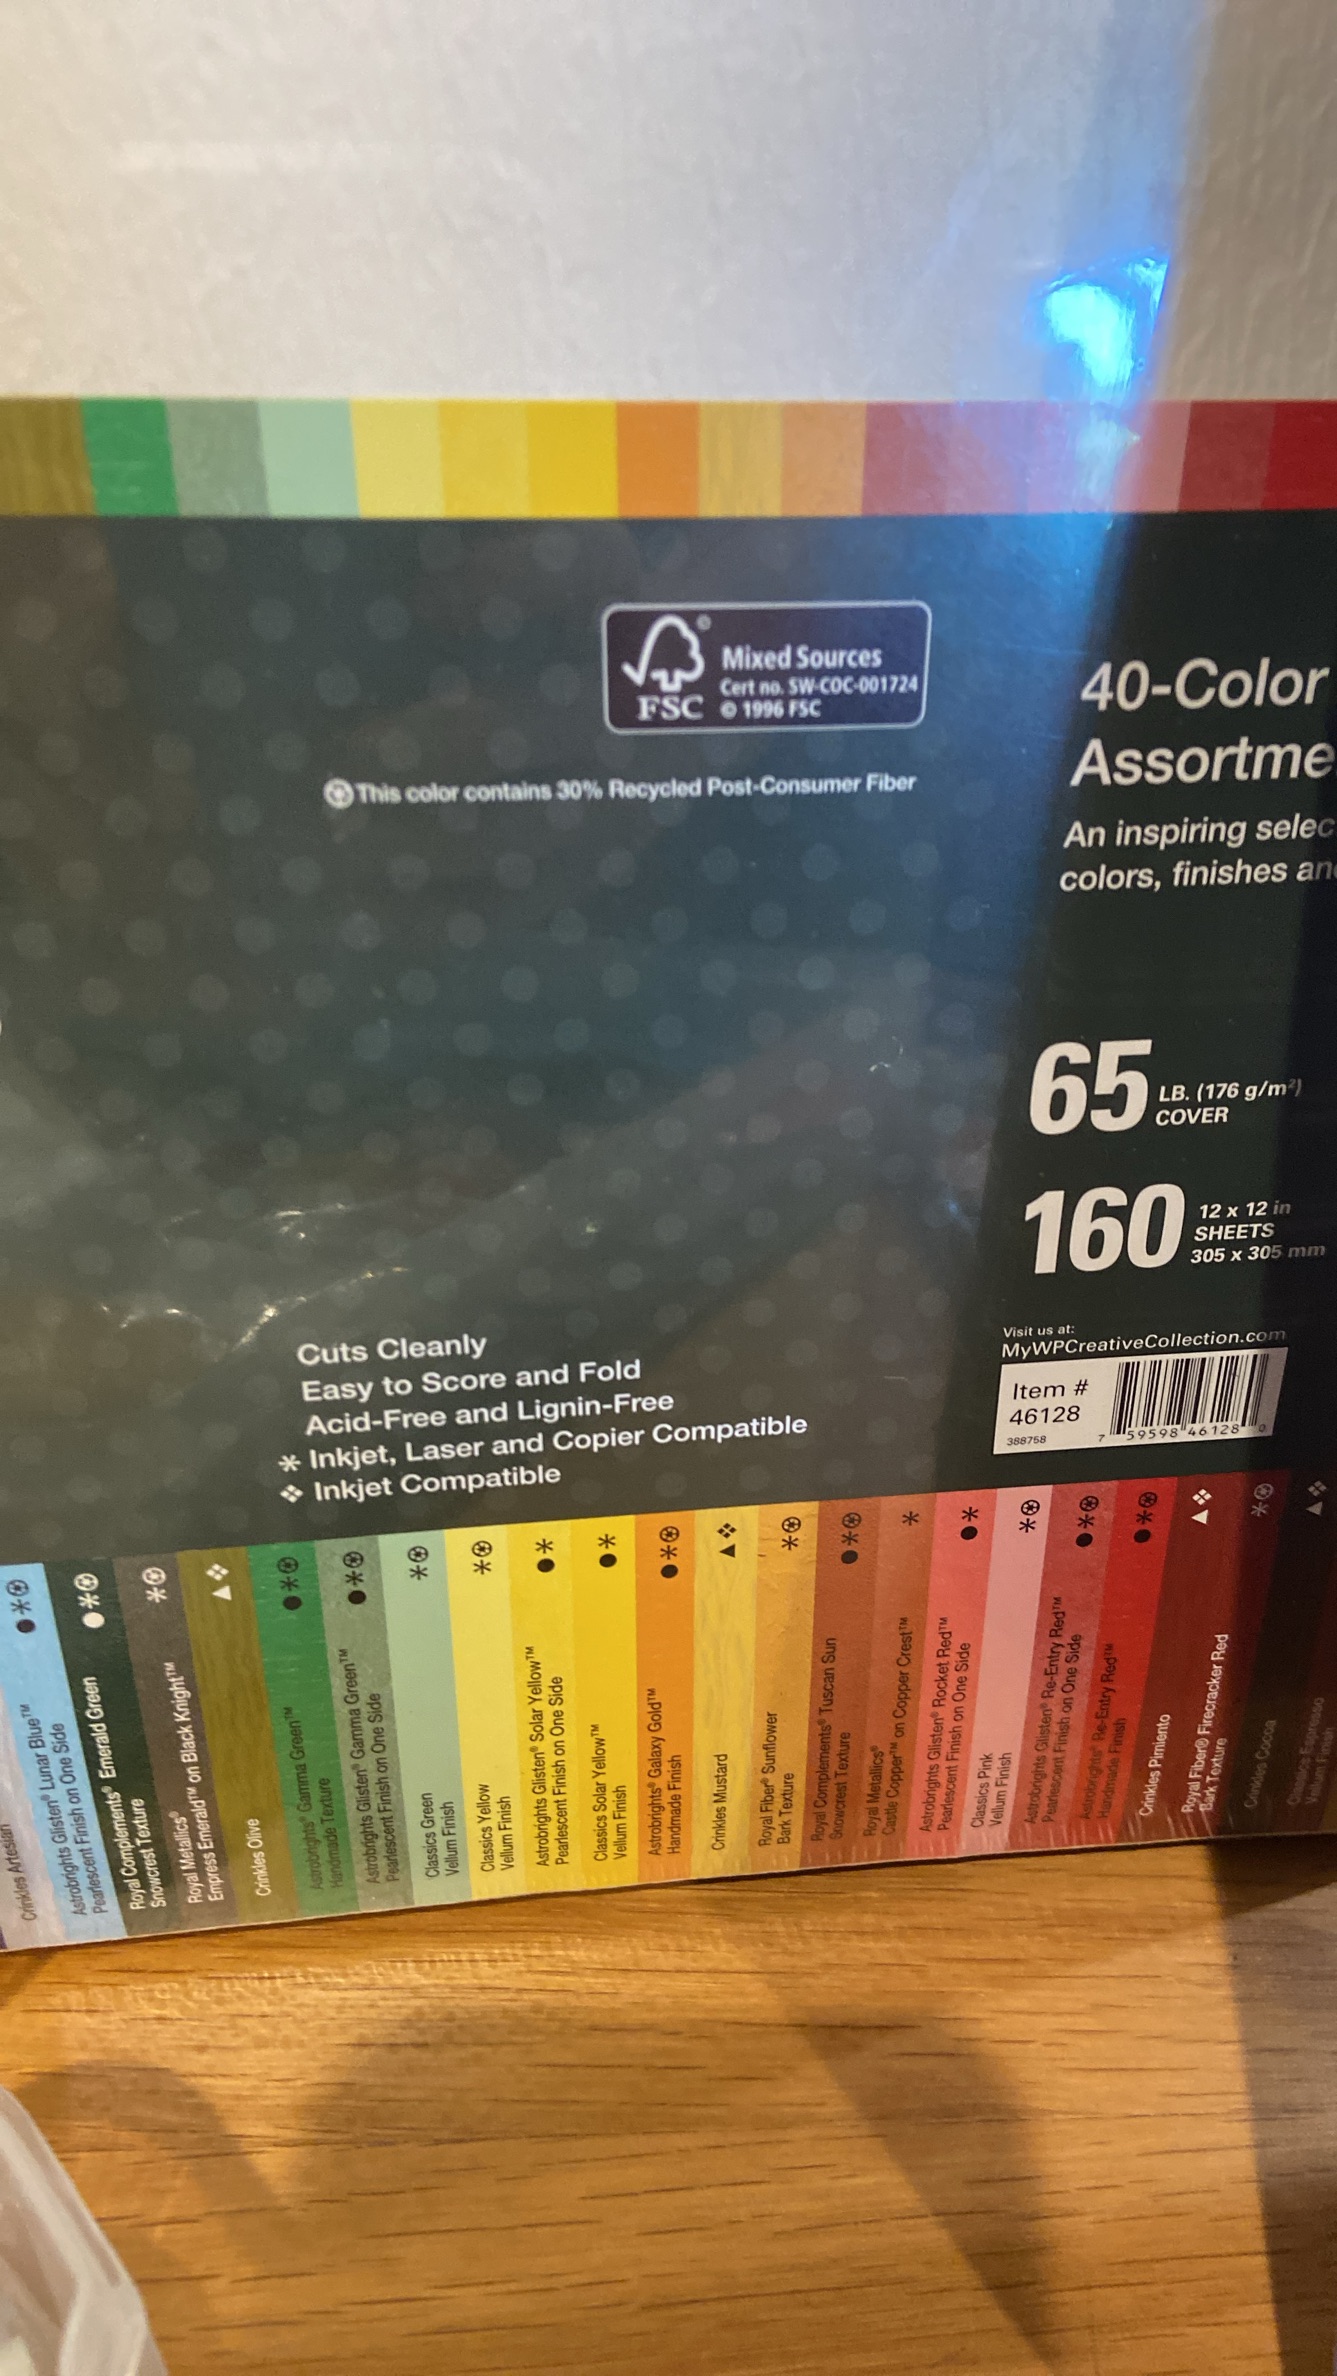 FSC ®
Mixed Sources
Cert no. SW-COC-001724
© 1996 FSC
This color contains 30% Recycled Post-Consumer Fiber
40-Color
Assortme
An inspiring selec
colors, finishes an
65 LB. (176 g/m²)
COVER
160 12 x 12 in
SHEETS
305 x 305 mm
Cuts Cleanly
Easy to Score and Fold
Acid-Free and Lignin-Free
* Inkjet, Laser and Copier Compatible
❖ Inkjet Compatible
Visit us at:
MyWPCreativeCollection.com
Item #
46128
388758
7 59598 46128 0
Crinkles Artesian
Astrobrights Glisten® Lunar Blue™
Pearlescent Finish on One Side
Royal Complements® Emerald Green
Snowcrest Texture
Royal Metallics®
Empress Emerald™ on Black Knight™
Crinkles Olive
Astrobrights® Gamma Green™
Handmade Texture
Astrobrights Glisten® Gamma Green™
Pearlescent Finish on One Side
Classics Green
Vellum Finish
Classics Yellow
Vellum Finish
Astrobrights Glisten® Solar Yellow™
Pearlescent Finish on One Side
Classics Solar Yellow™
Vellum Finish
Astrobrights® Galaxy Gold™
Handmade Finish
Crinkles Mustard
Royal Fiber® Sunflower
Bark Texture
Royal Complements® Tuscan Sun
Snowcrest Texture
Royal Metallics®
Castle Copper™ on Copper Crest™
Astrobrights Glisten® Rocket Red™
Pearlescent Finish on One Side
Classics Pink
Vellum Finish
Astrobrights Glisten® Re-Entry Red™
Pearlescent Finish on One Side
Astrobrights® Re-Entry Red™
Handmade Finish
Crinkles Pimiento
Royal Fiber® Firecracker Red
Bark Texture
Crinkles Cocoa
Classics Espresso
Vellum Finish